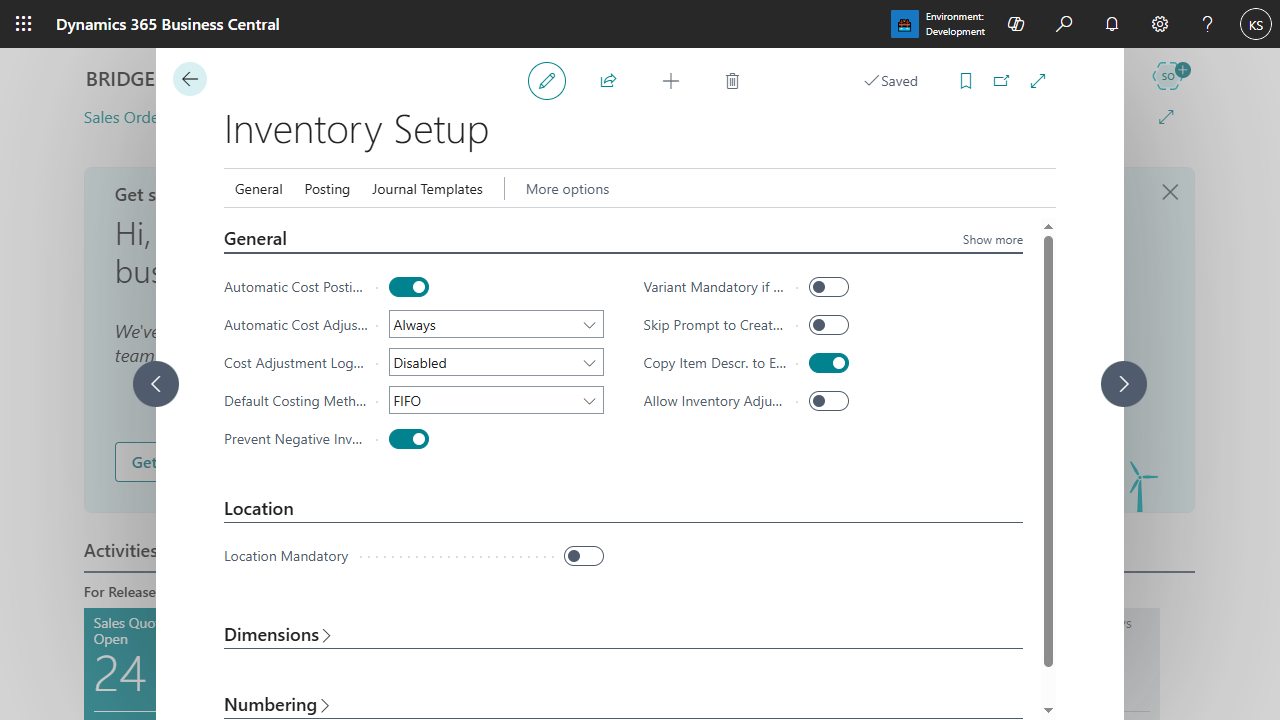 Dynamics 365 Business Central
Environment:
Development
KS
BRIDGE
SO
Sales Orde
Saved
Inventory Setup
General
Posting
Journal Templates
More options
Get s
Hi,
bus
We've
team
Get
General
Show more
Automatic Cost Posti...
Variant Mandatory if ...
Automatic Cost Adjus...
Always
Skip Prompt to Creat...
Cost Adjustment Log...
Disabled
Copy Item Descr. to E...
Default Costing Meth...
FIFO
Allow Inventory Adju...
Prevent Negative Inv...
Location
Location Mandatory
Activities
For Release
Sales Quo
Open
24
Dimensions
Numbering